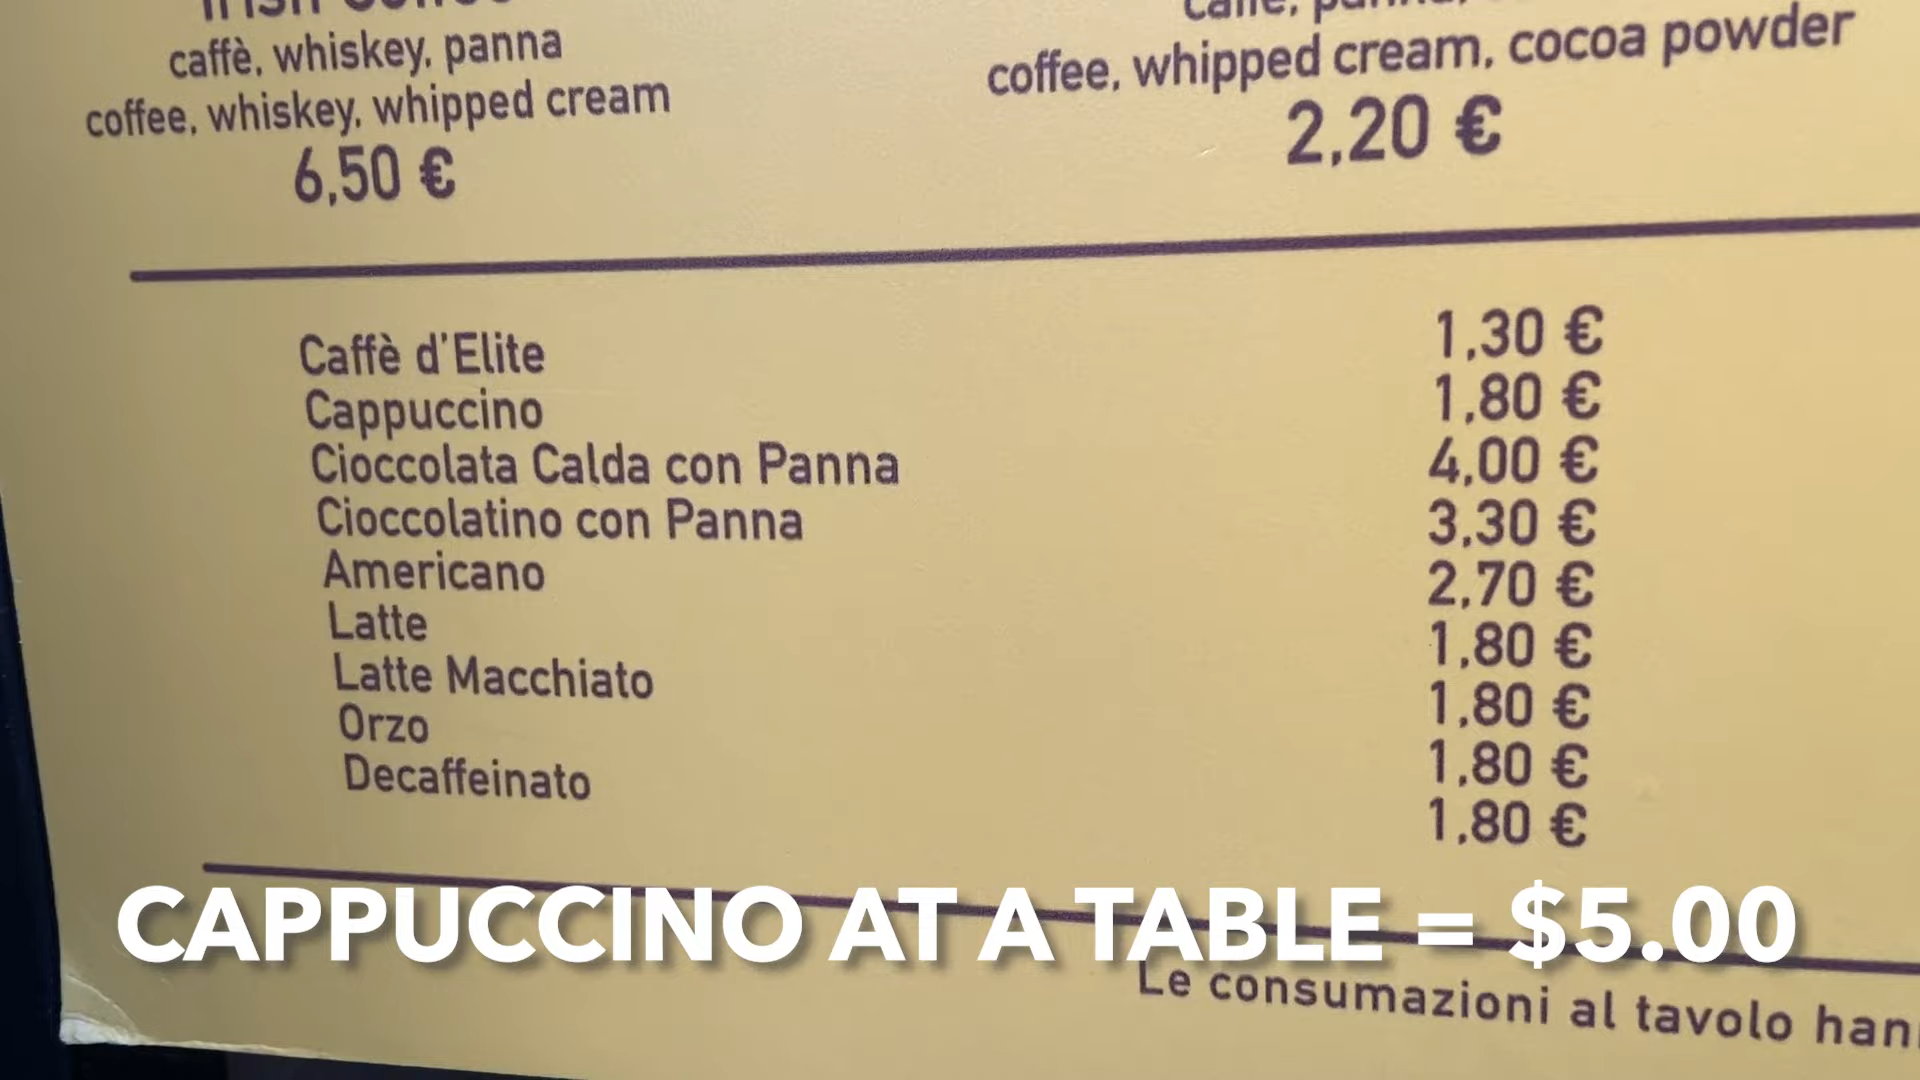 caffè, whiskey, panna
coffee, whiskey, whipped cream
6,50 €
coffee, whipped cream, cocoa powder
2,20 €
Caffè d'Elite 1,30 €
Cappuccino 1,80 €
Cioccolata Calda con Panna 4,00 €
Cioccolatino con Panna 3,30 €
Americano 2,70 €
Latte 1,80 €
Latte Macchiato 1,80 €
Orzo 1,80 €
Decaffeinato 1,80 €
CAPPUCCINO AT A TABLE = $5.00
Le consumazioni al tavolo